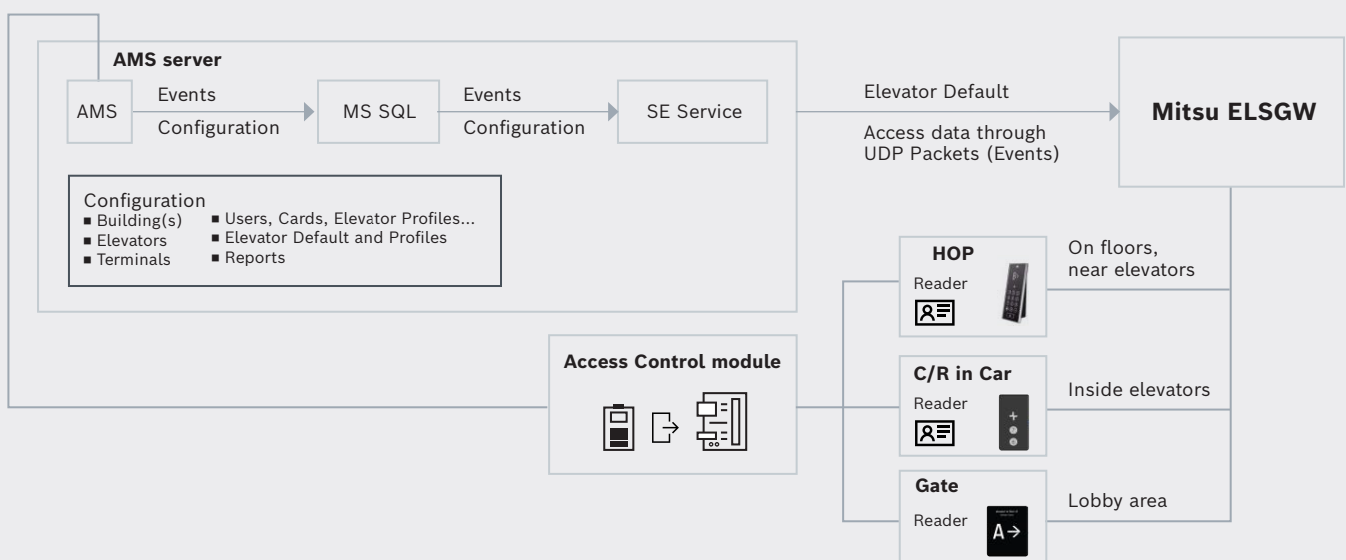 AMS server
AMS
Events
Configuration
MS SQL
Events
Configuration
SE Service
Elevator Default
Access data through
UDP Packets (Events)
Mitsu ELSGW
Configuration
■ Building(s)
■ Elevators
■ Terminals
■ Users, Cards, Elevator Profiles...
■ Elevator Default and Profiles
■ Reports
HOP
Reader
On floors,
near elevators
Access Control module
C/R in Car
Reader
Inside elevators
Gate
Reader
A→
Lobby area